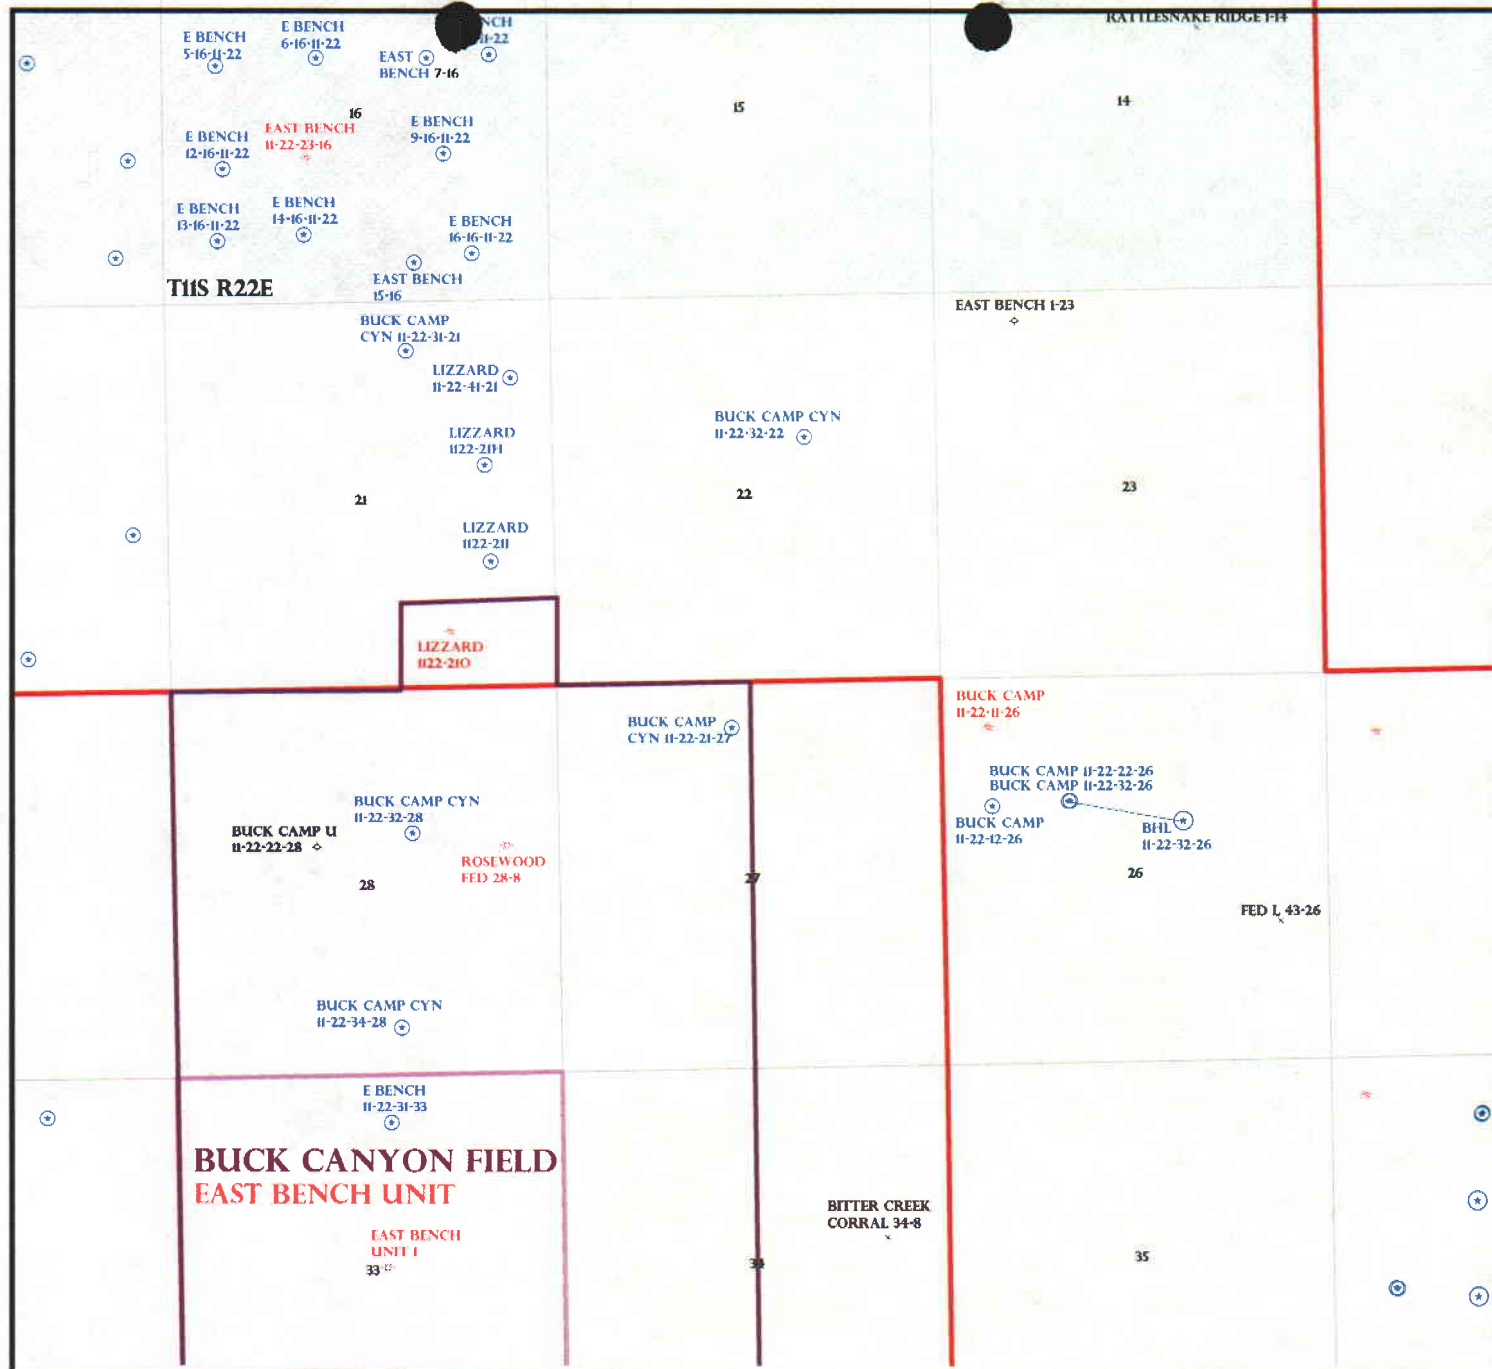 RATTLESNAKE RIDGE 1-14
E BENCH
5-16-11-22
E BENCH
6-16-11-22
EAST
BENCH 7-16
NCH
11-22
16
15
14
EAST BENCH
11-22-23-16
E BENCH
9-16-11-22
E BENCH
12-16-11-22
E BENCH
13-16-11-22
E BENCH
14-16-11-22
E BENCH
16-16-11-22
T11S R22E
EAST BENCH
15-16
EAST BENCH 1-23
BUCK CAMP
CYN 11-22-31-21
LIZZARD
11-22-41-21
BUCK CAMP CYN
11-22-32-22
LIZZARD
1122-21H
21
22
23
LIZZARD
1122-21I
LIZZARD
1122-21O
BUCK CAMP
11-22-11-26
BUCK CAMP
CYN 11-22-21-27
BUCK CAMP 11-22-22-26
BUCK CAMP 11-22-32-26
BUCK CAMP CYN
11-22-32-28
BUCK CAMP U
11-22-22-28
BUCK CAMP
11-22-12-26
BHL
11-22-32-26
ROSEWOOD
FED 28-8
28
27
26
FED L 43-26
BUCK CAMP CYN
11-22-34-28
E BENCH
11-22-31-33
BUCK CANYON FIELD
EAST BENCH UNIT
BITTER CREEK
CORRAL 34-8
EAST BENCH
UNIT 1
33
34
35